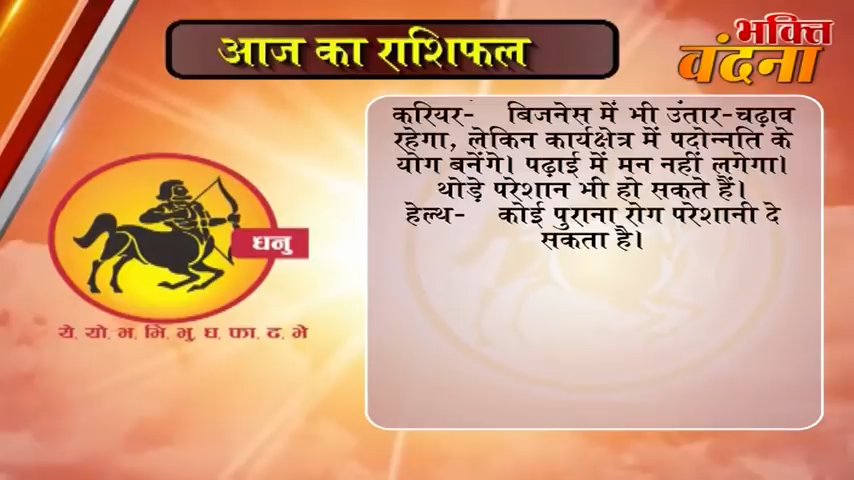 आज का राशिफल
भक्ति
वंदना
करियर- बिजनेस में भी उतार-चढ़ाव
रहेगा, लेकिन कार्यक्षेत्र में पदोन्नति के
योग बनेंगे। पढ़ाई में मन नहीं लगेगा।
थोड़े परेशान भी हो सकते हैं।
हेल्थ- कोई पुराना रोग परेशानी दे
सकता है।
धनु
ये, यो, भ, भि, भु, ध, फा, ढ, भे